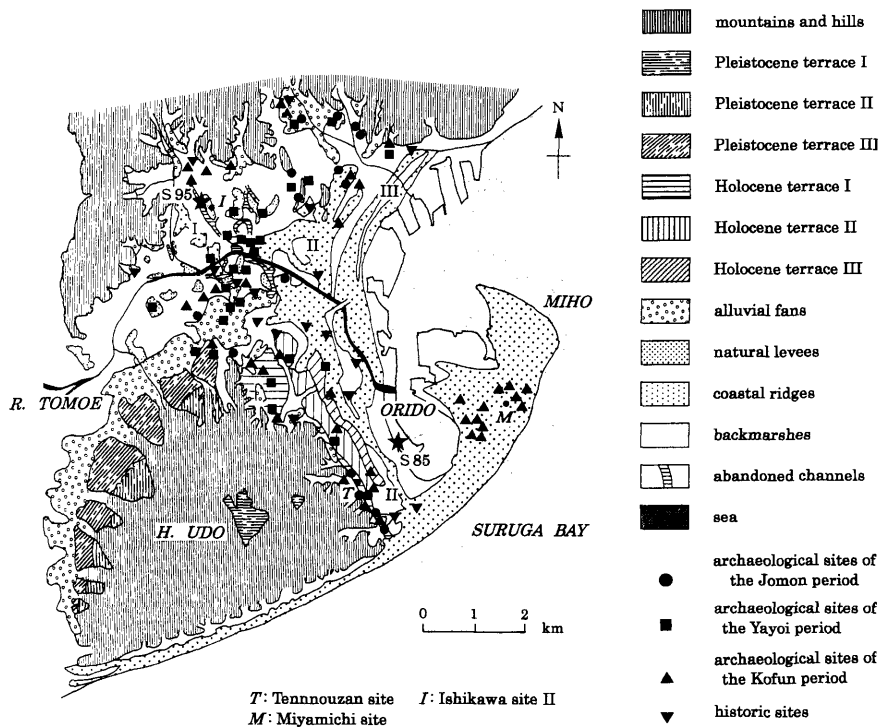 N
III
S 95
I
I
II
MIHO
R. TOMOE
ORIDO
M
S 85
T
II
H. UDO
SURUGA BAY
0 1 2
km
T: Tennnouzan site I: Ishikawa site II
M: Miyamichi site
mountains and hills
Pleistocene terrace I
Pleistocene terrace II
Pleistocene terrace III
Holocene terrace I
Holocene terrace II
Holocene terrace III
alluvial fans
natural levees
coastal ridges
backmarshes
abandoned channels
sea
archaeological sites of
the Jomon period
archaeological sites of
the Yayoi period
archaeological sites of
the Kofun period
historic sites